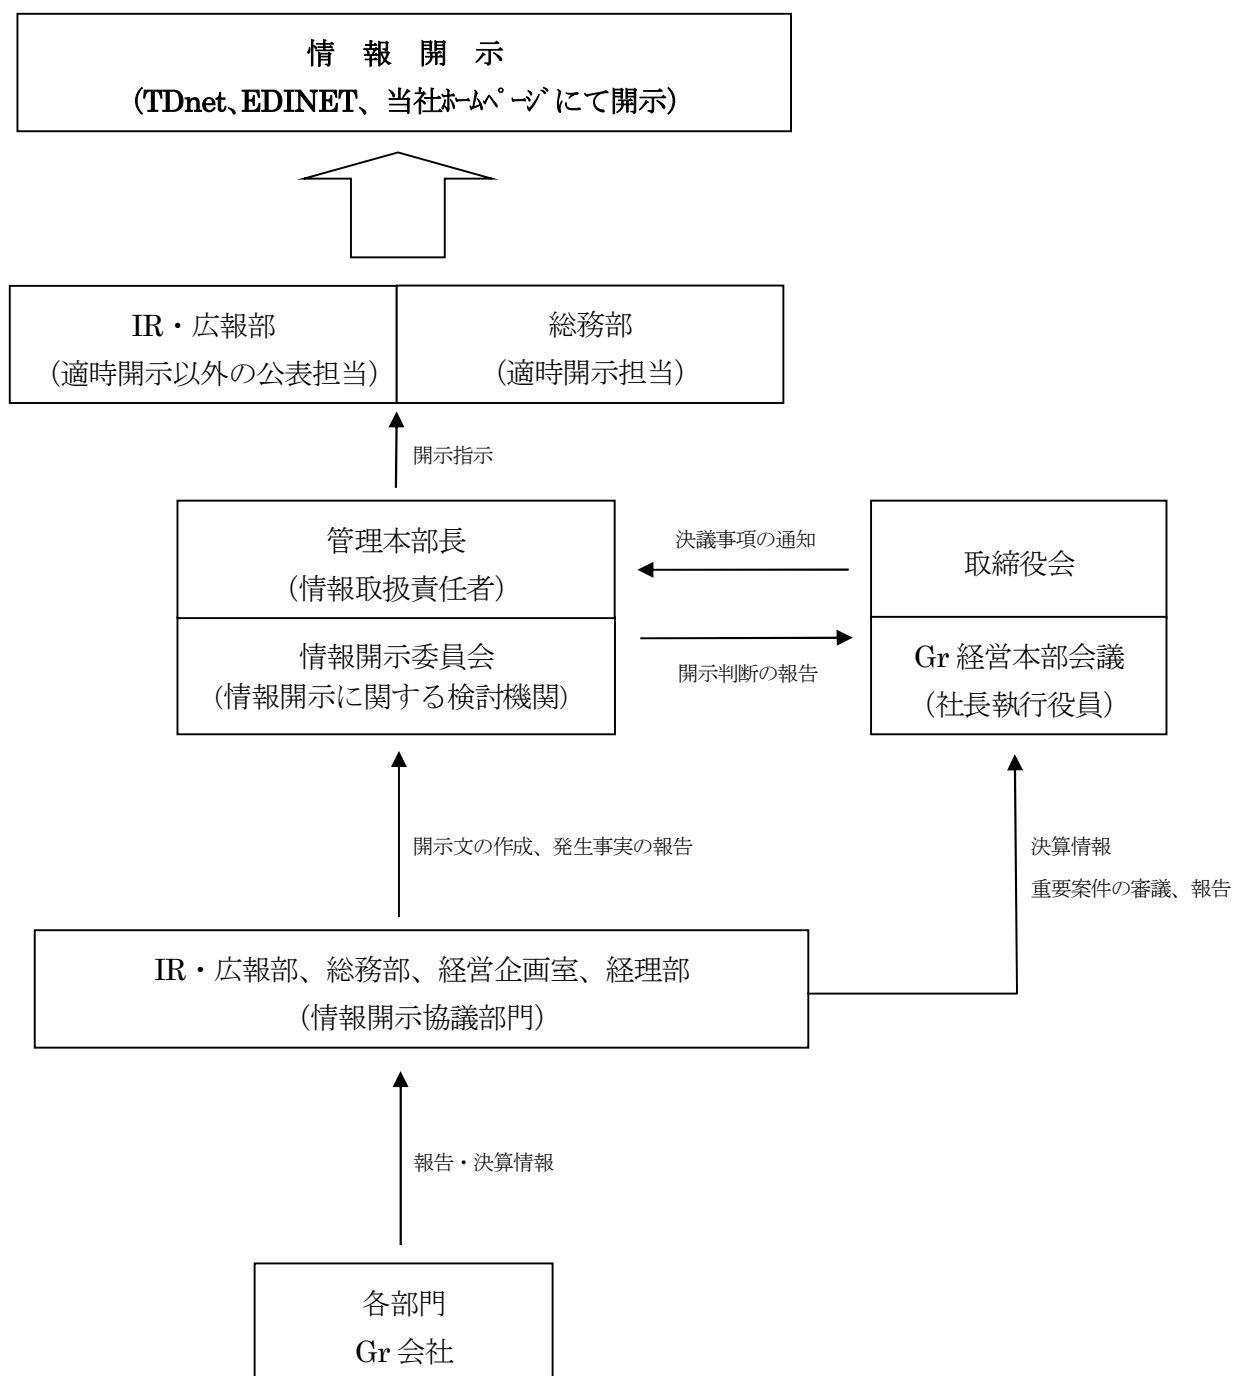 情 報 開 示
（TDnet、EDINET、当社ﾎｰﾑﾍﾟｰｼﾞにて開示）
IR・広報部
（適時開示以外の公表担当）
総務部
（適時開示担当）
開示指示
管理本部長
（情報取扱責任者）
決議事項の通知
取締役会
情報開示委員会
（情報開示に関する検討機関）
開示判断の報告
Gr 経営本部会議
（社長執行役員）
開示文の作成、発生事実の報告
決算情報
重要案件の審議、報告
IR・広報部、総務部、経営企画室、経理部
（情報開示協議部門）
報告・決算情報
各部門
Gr 会社